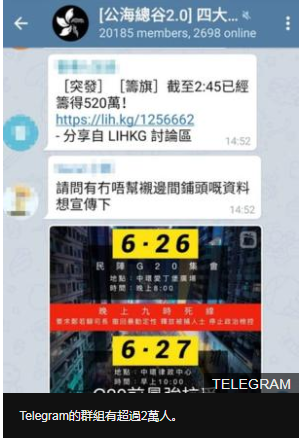 [公海總谷2.0] 四大...
20185 members, 2698 online
［突發］［籌旗］截至2:45已經
籌得520萬！
https://lih.kg/1256662
- 分享自 LIHKG 討論區
14:52
請問有冇唔幫襯邊間鋪頭嘅資料
想宣傳下
14:52
6·26
民陣G20集會
地點：中環愛丁堡廣場
時間：晚上8:00
晚上九時死線
6·27
地點：中環律政中心
時間：早上10:00
TELEGRAM
Telegram的群組有超過2萬人。